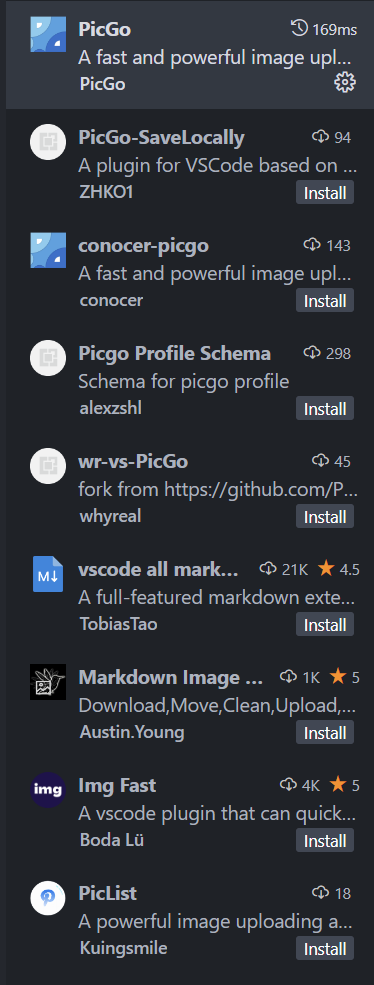 PicGo 169ms
A fast and powerful image upl...
PicGo
PicGo-SaveLocally 94
A plugin for VSCode based on ...
ZHKO1 Install
conocer-picgo 143
A fast and powerful image upl...
conocer Install
Picgo Profile Schema 298
Schema for picgo profile
alexzshl Install
wr-vs-PicGo 45
fork from https://github.com/P...
whyreal Install
M↓ vscode all mark... 21K ★ 4.5
A full-featured markdown exte...
TobiasTao Install
Markdown Image ... 1K ★ 5
Download,Move,Clean,Upload,...
Austin.Young Install
img Img Fast 4K ★ 5
A vscode plugin that can quick...
Boda Lü Install
PicList 18
A powerful image uploading a...
Kuingsmile Install